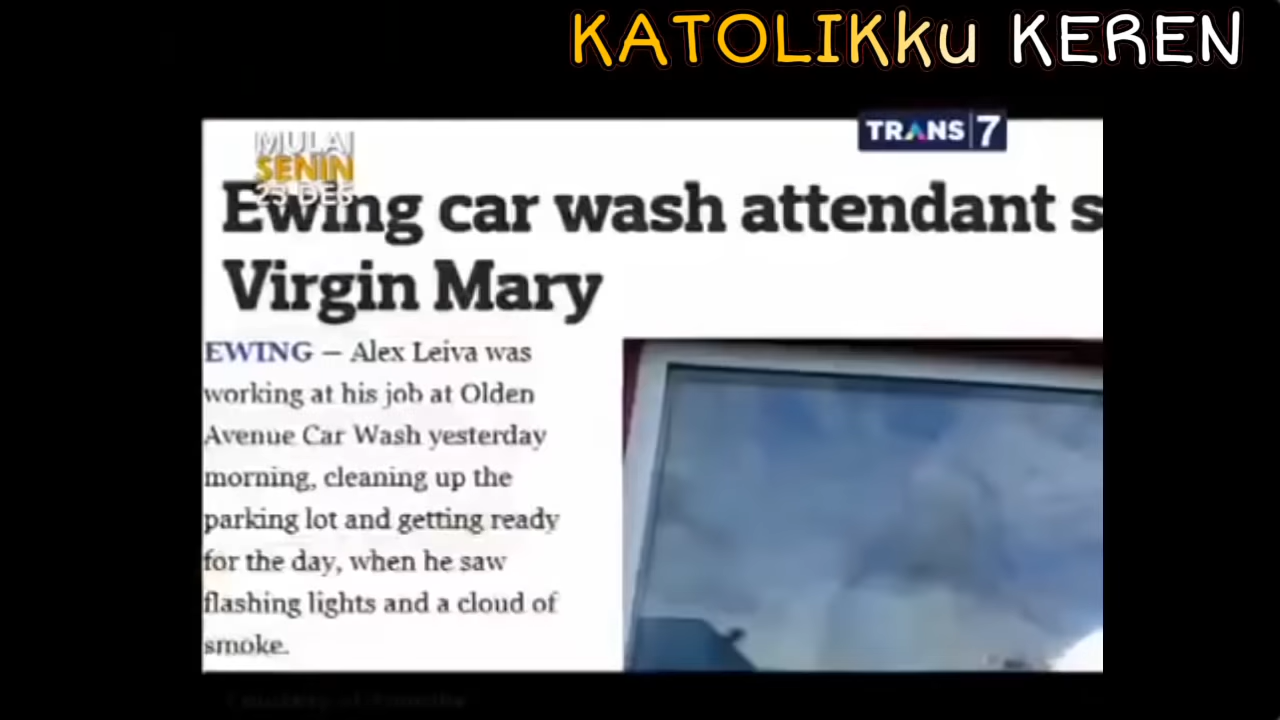 KATOLIKku KEREN
TRANS 7
MULAI
SENIN
23 DES
Ewing car wash attendant s
Virgin Mary
EWING — Alex Leiva was
working at his job at Olden
Avenue Car Wash yesterday
morning, cleaning up the
parking lot and getting ready
for the day, when he saw
flashing lights and a cloud of
smoke.